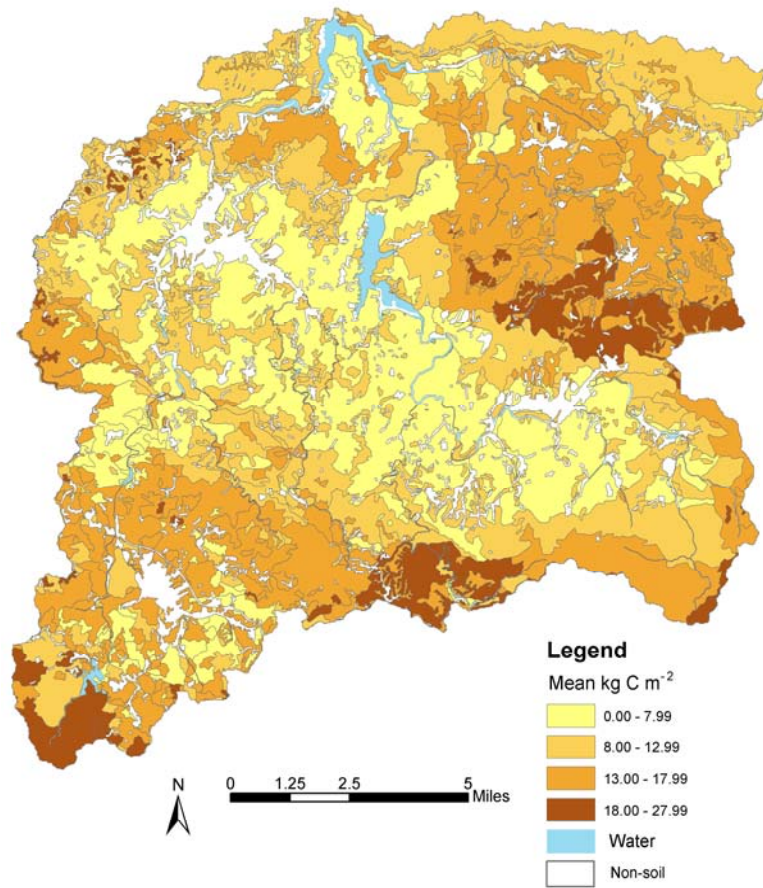 Legend
Mean kg C m⁻²
0.00 - 7.99
8.00 - 12.99
13.00 - 17.99
18.00 - 27.99
Water
Non-soil
N
0 1.25 2.5 5
Miles